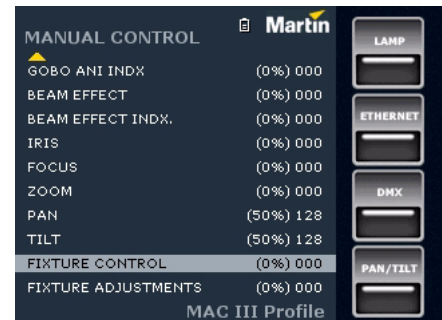 MANUAL CONTROL
Martin
GOBO ANI INDX (0%) 000
BEAM EFFECT (0%) 000
BEAM EFFECT INDX. (0%) 000
IRIS (0%) 000
FOCUS (0%) 000
ZOOM (0%) 000
PAN (50%) 128
TILT (50%) 128
FIXTURE CONTROL (0%) 000
FIXTURE ADJUSTMENTS (0%) 000
MAC III Profile
LAMP
ETHERNET
DMX
PAN/TILT